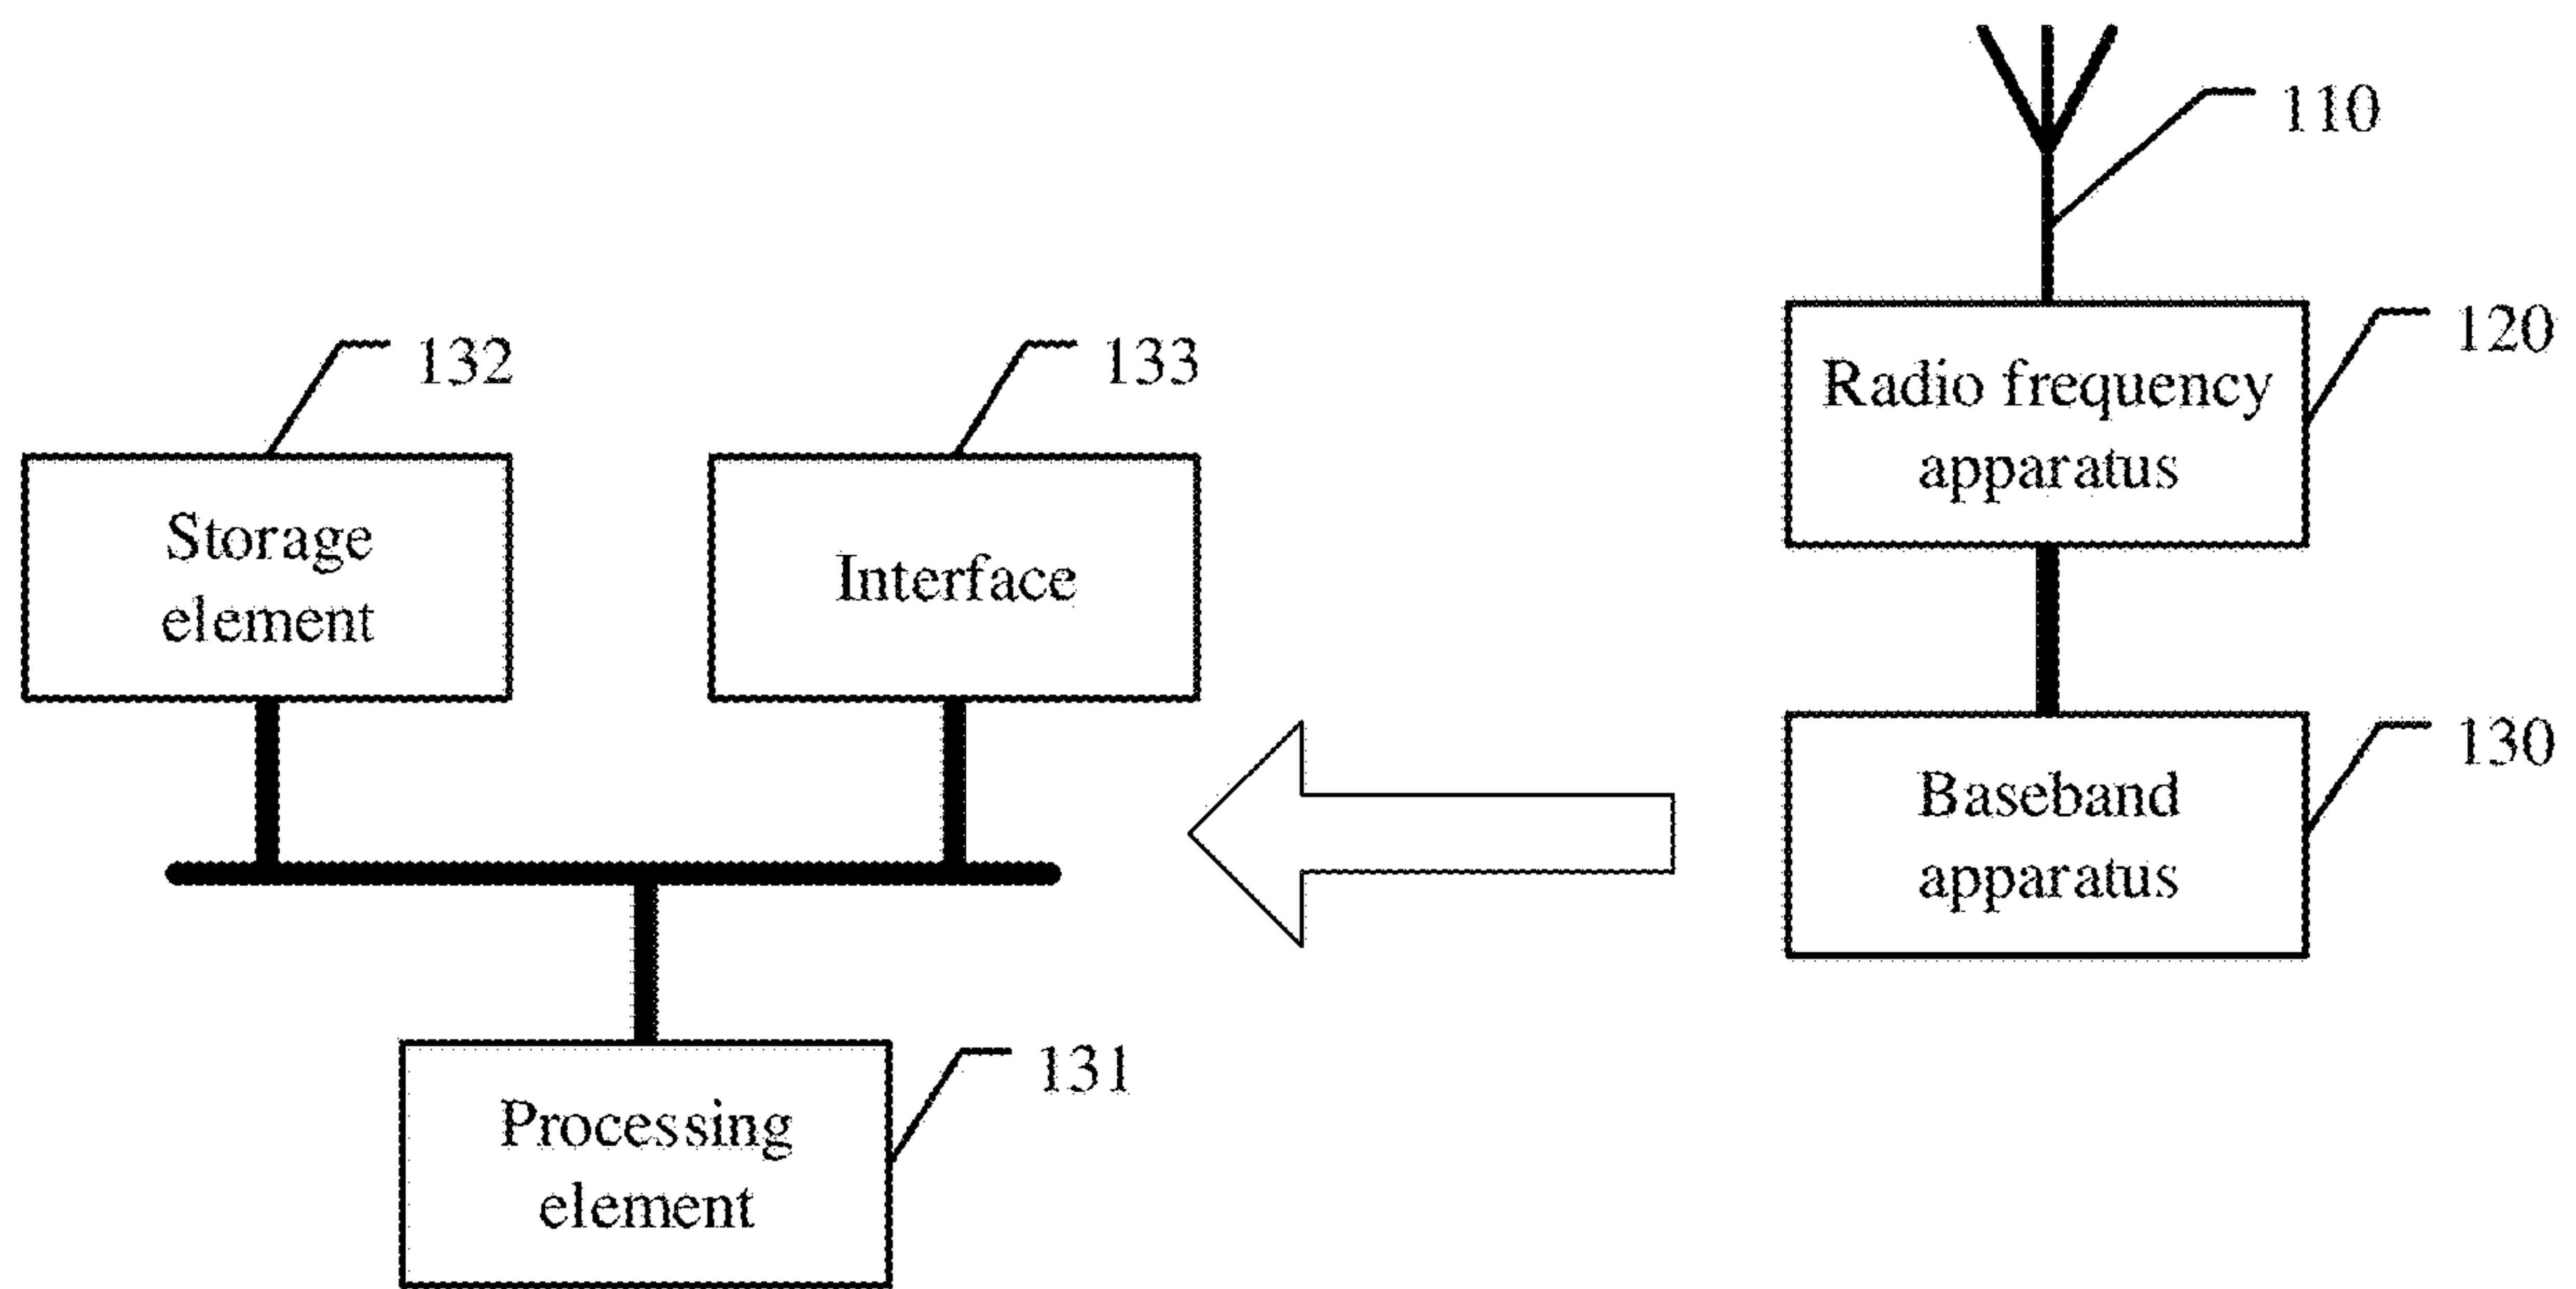 110
120
Radio frequency
apparatus
132
133
Storage
element
Interface
130
Baseband
apparatus
131
Processing
element